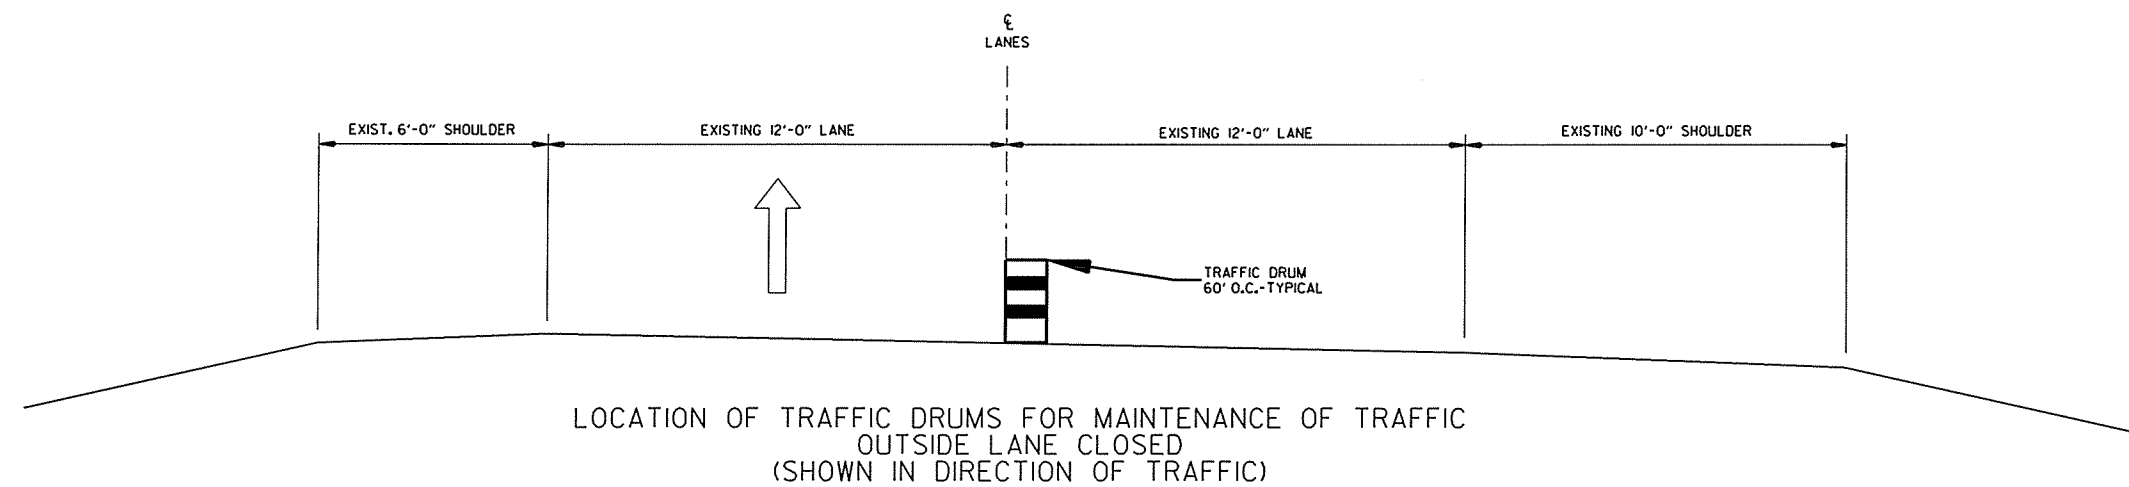 ℄
LANES
EXIST. 6'-0" SHOULDER
EXISTING 12'-0" LANE
EXISTING 12'-0" LANE
EXISTING 10'-0" SHOULDER
TRAFFIC DRUM
60' O.C.-TYPICAL
LOCATION OF TRAFFIC DRUMS FOR MAINTENANCE OF TRAFFIC
OUTSIDE LANE CLOSED
(SHOWN IN DIRECTION OF TRAFFIC)